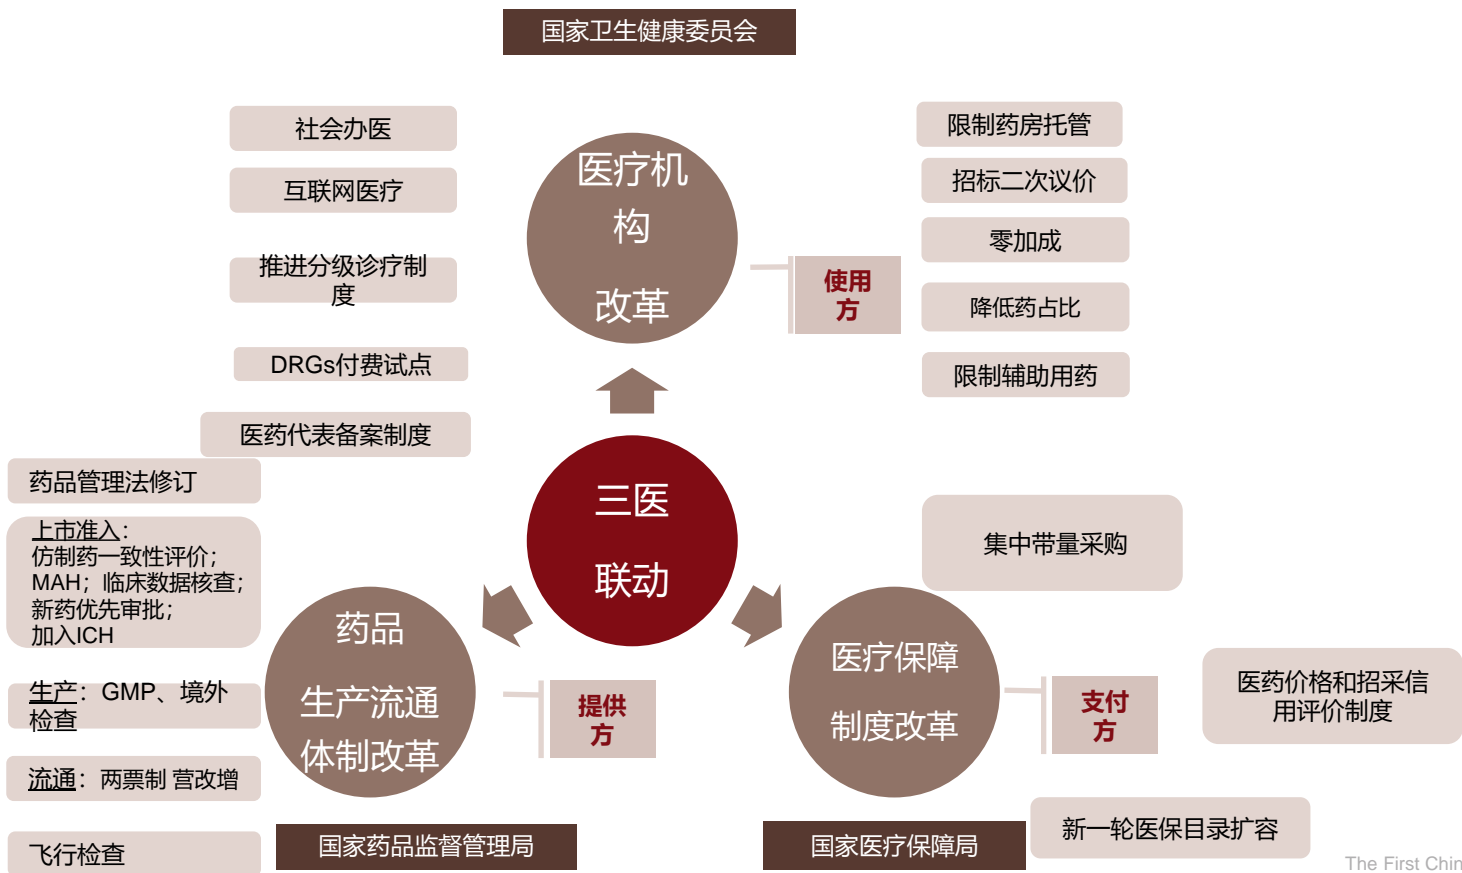 国家卫生健康委员会
社会办医
互联网医疗
推进分级诊疗制
度
DRGs付费试点
医药代表备案制度
医疗机
构
改革
使用
方
限制药房托管
招标二次议价
零加成
降低药占比
限制辅助用药
三医
联动
药品管理法修订
上市准入：
仿制药一致性评价；
MAH；临床数据核查；
新药优先审批；
加入ICH
生产：GMP、境外
检查
流通：两票制 营改增
飞行检查
药品
生产流通
体制改革
提供
方
国家药品监督管理局
集中带量采购
医疗保障
制度改革
支付
方
医药价格和招采信
用评价制度
新一轮医保目录扩容
国家医疗保障局
The First Chin